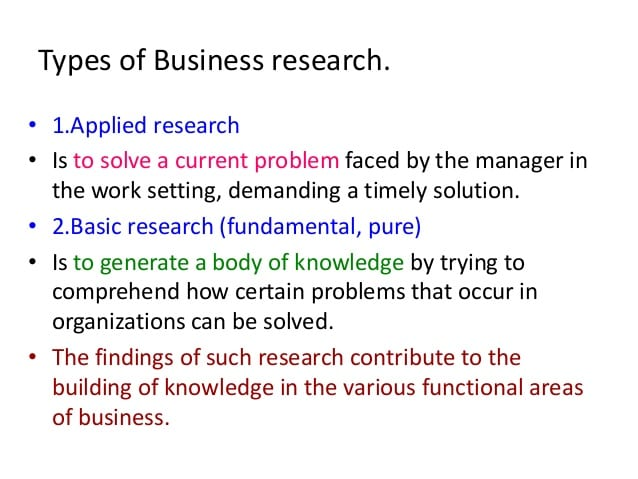 Types of Business research.
• 1.Applied research
• Is to solve a current problem faced by the manager in
the work setting, demanding a timely solution.
• 2.Basic research (fundamental, pure)
• Is to generate a body of knowledge by trying to
comprehend how certain problems that occur in
organizations can be solved.
• The findings of such research contribute to the
building of knowledge in the various functional areas
of business.